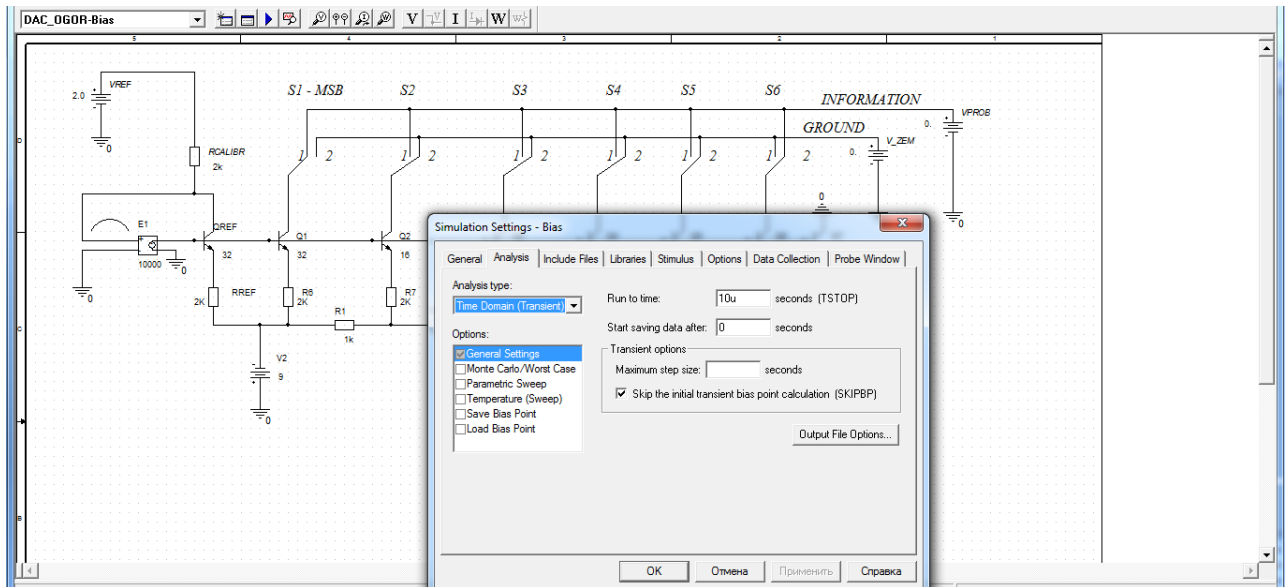 DAC_OGOR-Bias
V I W
5 4 3 2 1
VREF
2.0
0
S1 - MSB S2 S3 S4 S5 S6
INFORMATION
VPROB
0.
0
GROUND
V_ZEM
0.
0
D
RCALIBR
2k
1 2 1 2 1 2 1 2 1 2 1 2
E1
10000
0
0
QREF
32
Q1
32
Q2
16
C
2K
RREF
R6
2K
R1
1k
R7
2K
V2
9
0
B
Simulation Settings - Bias
General Analysis Include Files Libraries Stimulus Options Data Collection Probe Window
Analysis type:
Time Domain (Transient)
Options:
General Settings
Monte Carlo/Worst Case
Parametric Sweep
Temperature (Sweep)
Save Bias Point
Load Bias Point
Run to time: 10u seconds (TSTOP)
Start saving data after: 0 seconds
Transient options
Maximum step size: seconds
Skip the initial transient bias point calculation (SKIPBP)
Output File Options...
OK Отмена Применить Справка